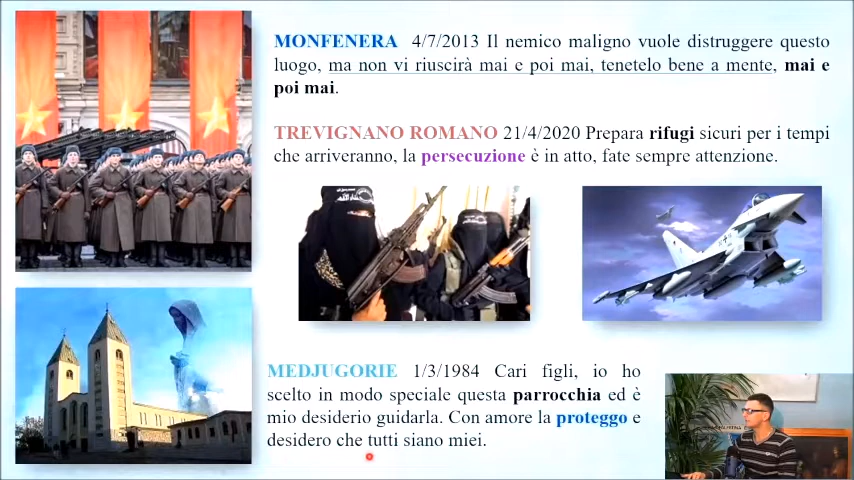 MONFENERA 4/7/2013 Il nemico maligno vuole distruggere questo
luogo, ma non vi riuscirà mai e poi mai, tenetelo bene a mente, mai e
poi mai.
TREVIGNANO ROMANO 21/4/2020 Prepara rifugi sicuri per i tempi
che arriveranno, la persecuzione è in atto, fate sempre attenzione.
MEDJUGORIE 1/3/1984 Cari figli, io ho
scelto in modo speciale questa parrocchia ed è
mio desiderio guidarla. Con amore la proteggo e
desidero che tutti siano miei.